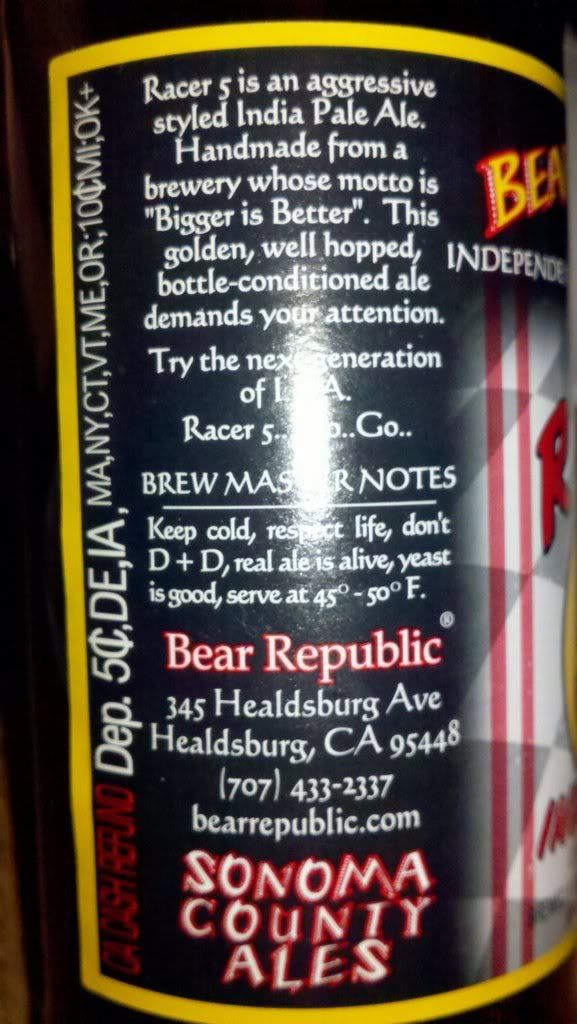 Racer 5 is an aggressive
styled India Pale Ale.
Handmade from a
brewery whose motto is
"Bigger is Better". This
golden, well hopped,
bottle-conditioned ale
demands your attention.
Try the next generation
of
Racer 5.. Go..
BREW MASTER NOTES
Keep cold, respect life, don't
D + D, real ale is alive, yeast
is good, serve at 45° - 50° F.
Bear Republic®
345 Healdsburg Ave
Healdsburg, CA 95448
(707) 433-2337
bearrepublic.com
SONOMA
COUNTY
ALES
CA CASH REFUND Dep. 5¢,DE,IA, MA,NY,CT,VT,ME,OR;10¢MI;OK+
BEA
INDEPENDE
R